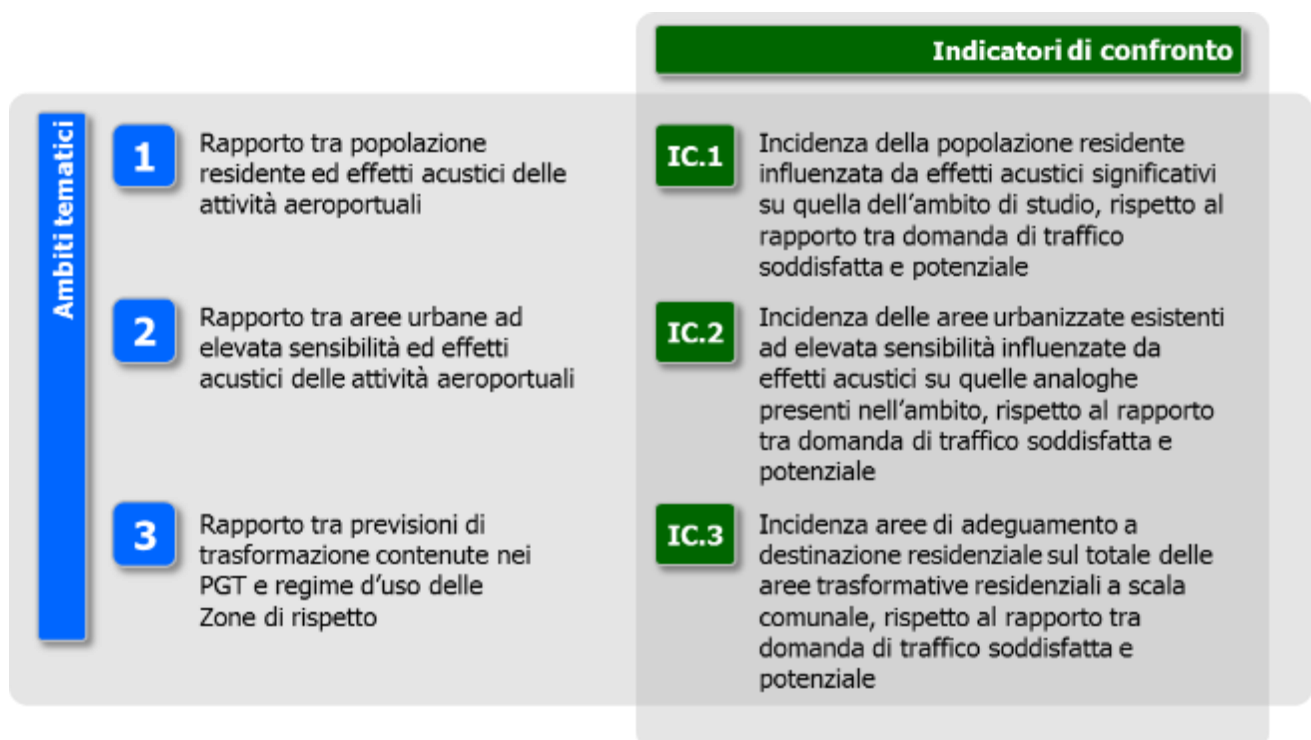 Indicatori di confronto
Ambiti tematici
1
Rapporto tra popolazione
residente ed effetti acustici delle
attività aeroportuali
IC.1
Incidenza della popolazione residente
influenzata da effetti acustici significativi
su quella dell'ambito di studio, rispetto al
rapporto tra domanda di traffico
soddisfatta e potenziale
2
Rapporto tra aree urbane ad
elevata sensibilità ed effetti
acustici delle attività aeroportuali
IC.2
Incidenza delle aree urbanizzate esistenti
ad elevata sensibilità influenzate da
effetti acustici su quelle analoghe
presenti nell'ambito, rispetto al rapporto
tra domanda di traffico soddisfatta e
potenziale
3
Rapporto tra previsioni di
trasformazione contenute nei
PGT e regime d'uso delle
Zone di rispetto
IC.3
Incidenza aree di adeguamento a
destinazione residenziale sul totale delle
aree trasformative residenziali a scala
comunale, rispetto al rapporto tra
domanda di traffico soddisfatta e
potenziale